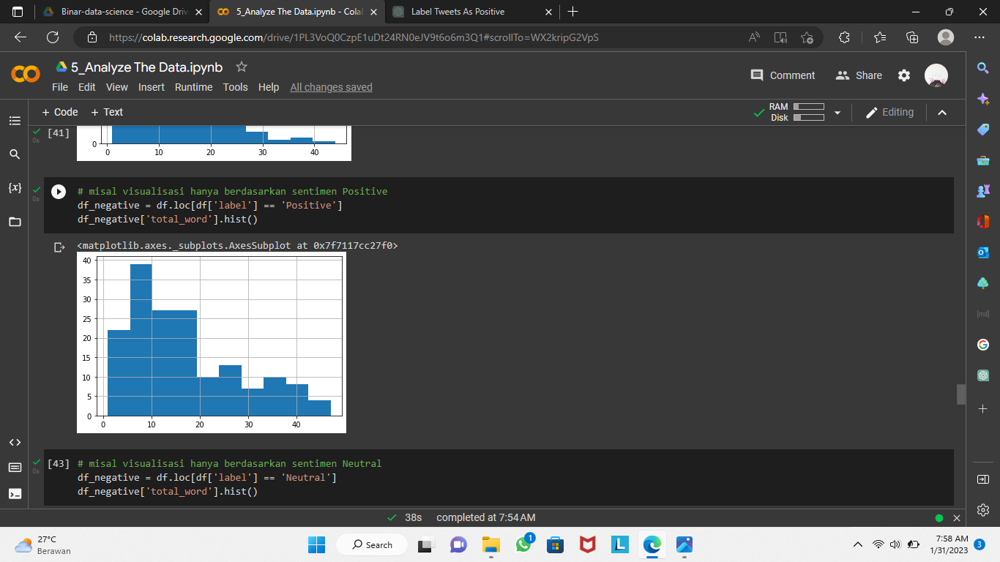 Binar-data-science - Google Driv
5_Analyze The Data.ipynb - Cola
Label Tweets As Positive
https://colab.research.google.com/drive/1PL3VoQ0CzpE1uDt24RN0eJV9t6o6m3Q1#scrollTo=WX2kripG2VpS
5_Analyze The Data.ipynb
Comment
Share
File Edit View Insert Runtime Tools Help All changes saved
+ Code + Text
RAM
Disk
Editing
[41]
0s
0
0 10 20 30 40
{x}
0s
# misal visualisasi hanya berdasarkan sentimen Positive
df_negative = df.loc[df['label'] == 'Positive']
df_negative['total_word'].hist()
<matplotlib.axes._subplots.AxesSubplot at 0x7f7117cc27f0>
40
35
30
25
20
15
10
5
0
0 10 20 30 40
[43]
0s
# misal visualisasi hanya berdasarkan sentimen Neutral
df_negative = df.loc[df['label'] == 'Neutral']
df_negative['total_word'].hist()
38s completed at 7:54 AM
[md]
27°C
Berawan
Search
1
7:58 AM
1/31/2023
3